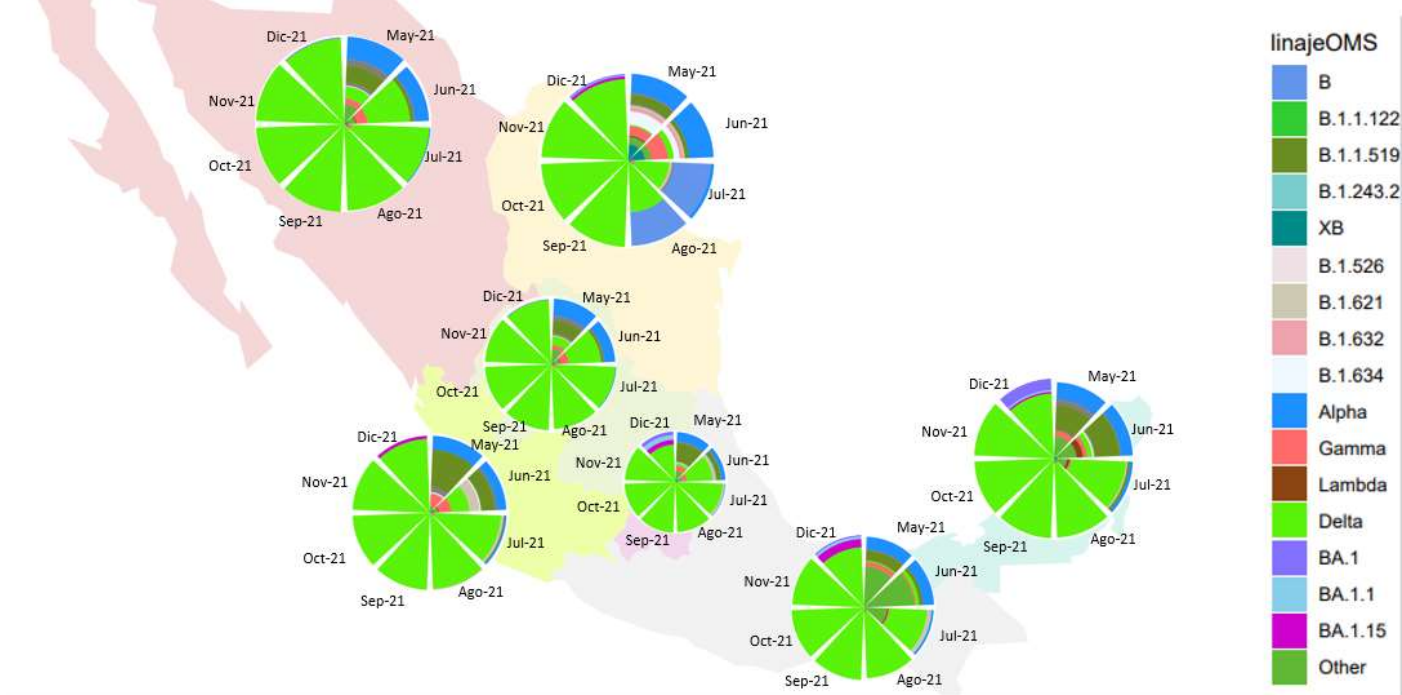 Dic-21
May-21
Jun-21
Jul-21
Ago-21
Sep-21
Oct-21
Nov-21
Dic-21
May-21
Jun-21
Jul-21
Ago-21
Sep-21
Oct-21
Nov-21
Dic-21
May-21
Jun-21
Jul-21
Ago-21
Sep-21
Oct-21
Nov-21
Dic-21
May-21
Jun-21
Jul-21
Ago-21
Sep-21
Oct-21
Nov-21
Dic-21
May-21
Jun-21
Jul-21
Ago-21
Sep-21
Oct-21
Nov-21
Dic-21
May-21
Jun-21
Jul-21
Ago-21
Sep-21
Oct-21
Nov-21
Dic-21
May-21
Jun-21
Jul-21
Ago-21
Sep-21
Oct-21
Nov-21
linajeOMS
B
B.1.1.122
B.1.1.519
B.1.243.2
XB
B.1.526
B.1.621
B.1.632
B.1.634
Alpha
Gamma
Lambda
Delta
BA.1
BA.1.1
BA.1.15
Other